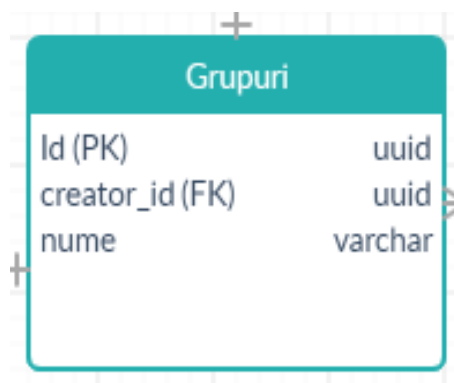 Grupuri
Id (PK) uuid
creator_id (FK) uuid
nume varchar